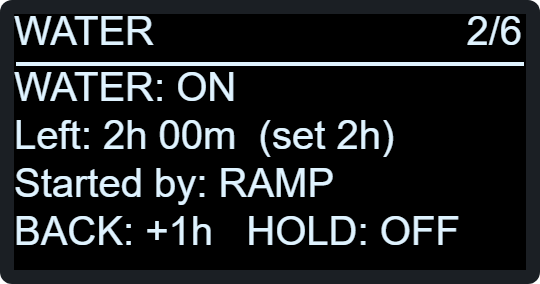 WATER 2/6
WATER: ON
Left: 2h 00m (set 2h)
Started by: RAMP
BACK: +1h HOLD: OFF